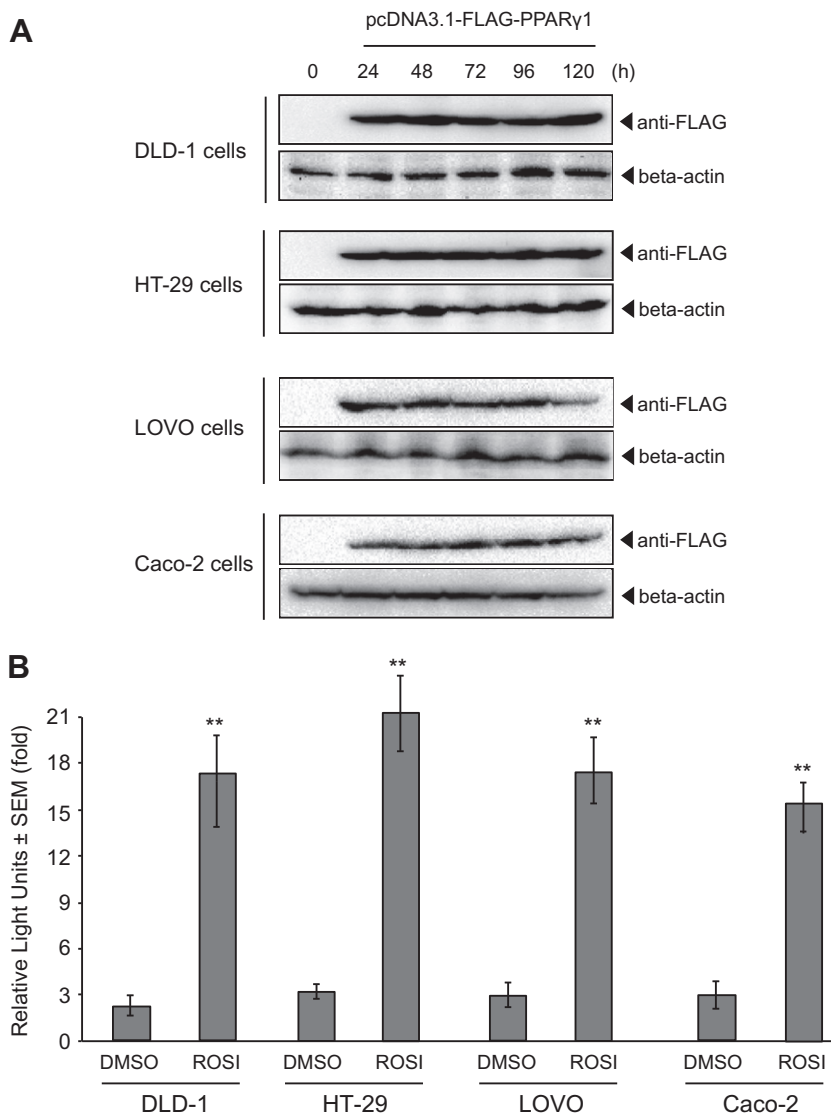 A
pcDNA3.1-FLAG-PPARγ1
0 24 48 72 96 120 (h)
DLD-1 cells
anti-FLAG
beta-actin
HT-29 cells
anti-FLAG
beta-actin
LOVO cells
anti-FLAG
beta-actin
Caco-2 cells
anti-FLAG
beta-actin
B
Relative Light Units ± SEM (fold)
21
18
15
12
9
6
3
0
** ** ** **
DMSO ROSI DMSO ROSI DMSO ROSI DMSO ROSI
DLD-1 HT-29 LOVO Caco-2